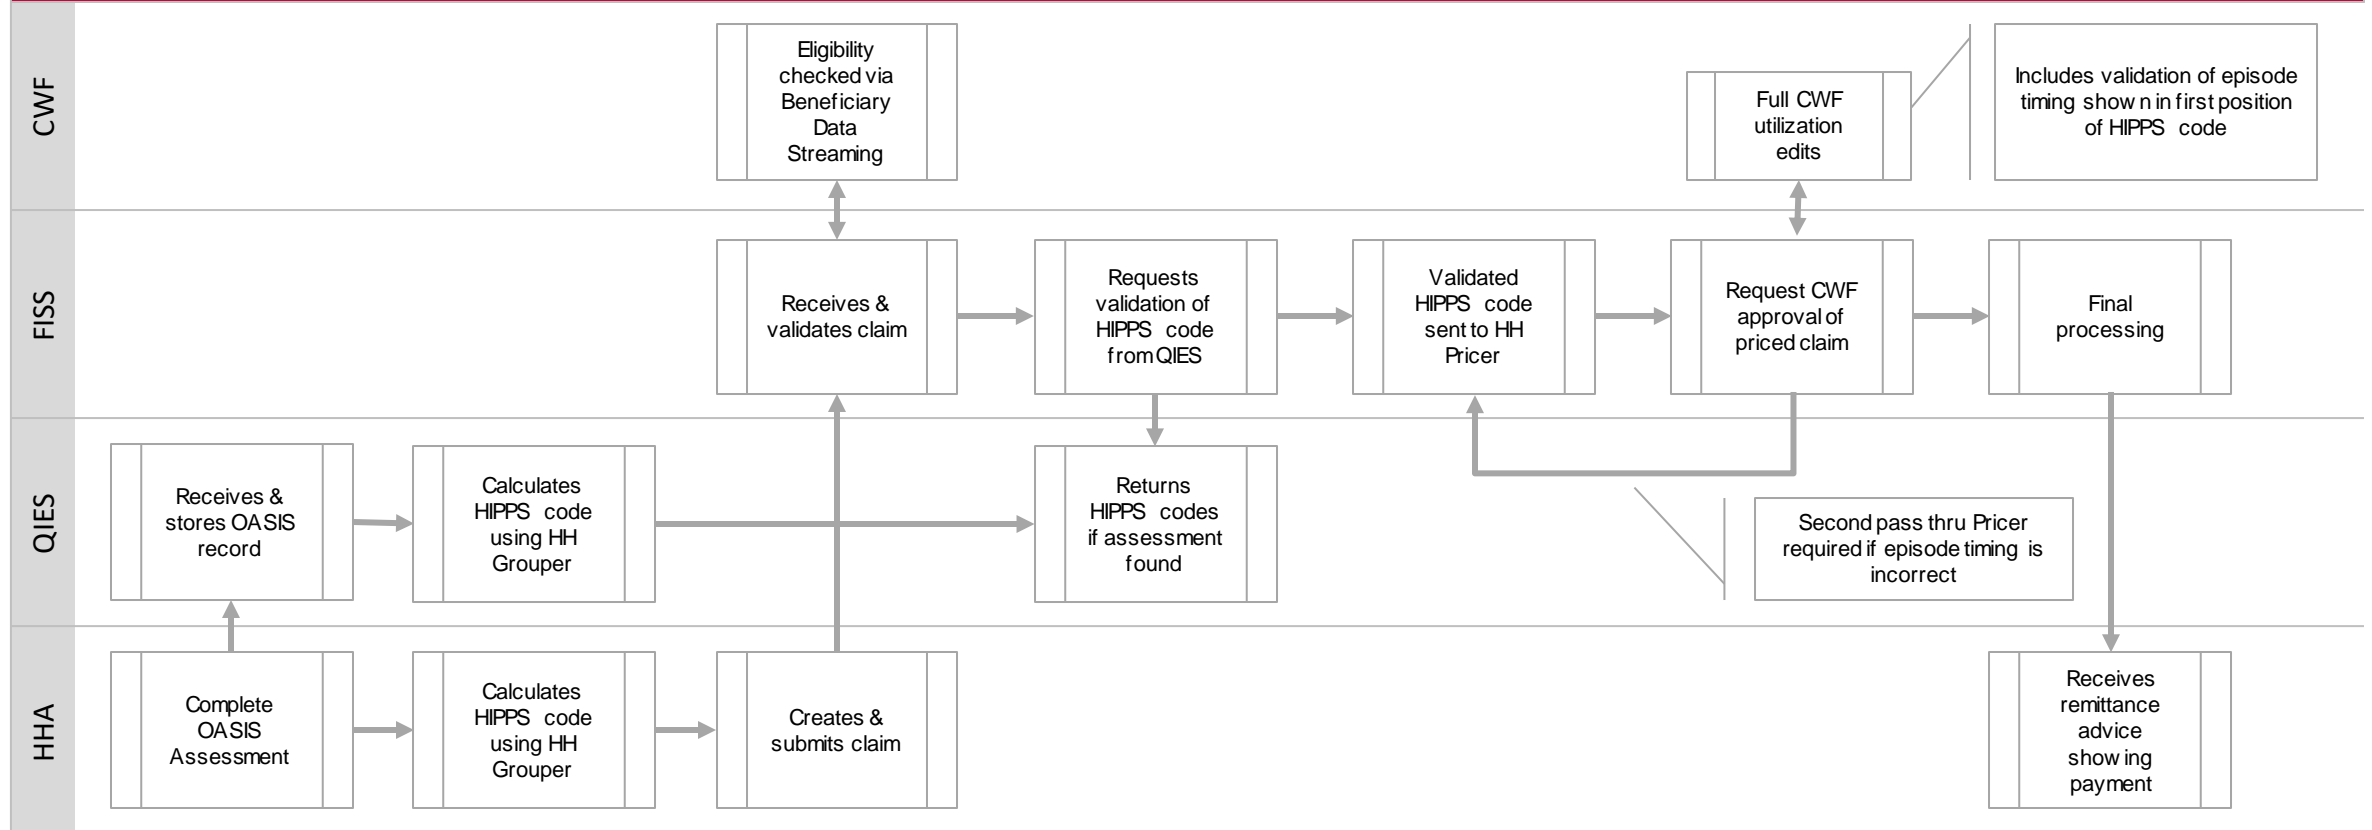 CWF
Eligibility
checked via
Beneficiary
Data
Streaming
Full CWF
utilization
edits
Includes validation of episode
timing shown in first position
of HIPPS code
FISS
Receives &
validates claim
Requests
validation of
HIPPS code
from QIES
Validated
HIPPS code
sent to HH
Pricer
Request CWF
approval of
priced claim
Final
processing
QIES
Receives &
stores OASIS
record
Calculates
HIPPS code
using HH
Grouper
Returns
HIPPS codes
if assessment
found
Second pass thru Pricer
required if episode timing is
incorrect
HHA
Complete
OASIS
Assessment
Calculates
HIPPS code
using HH
Grouper
Creates &
submits claim
Receives
remittance
advice
showing
payment